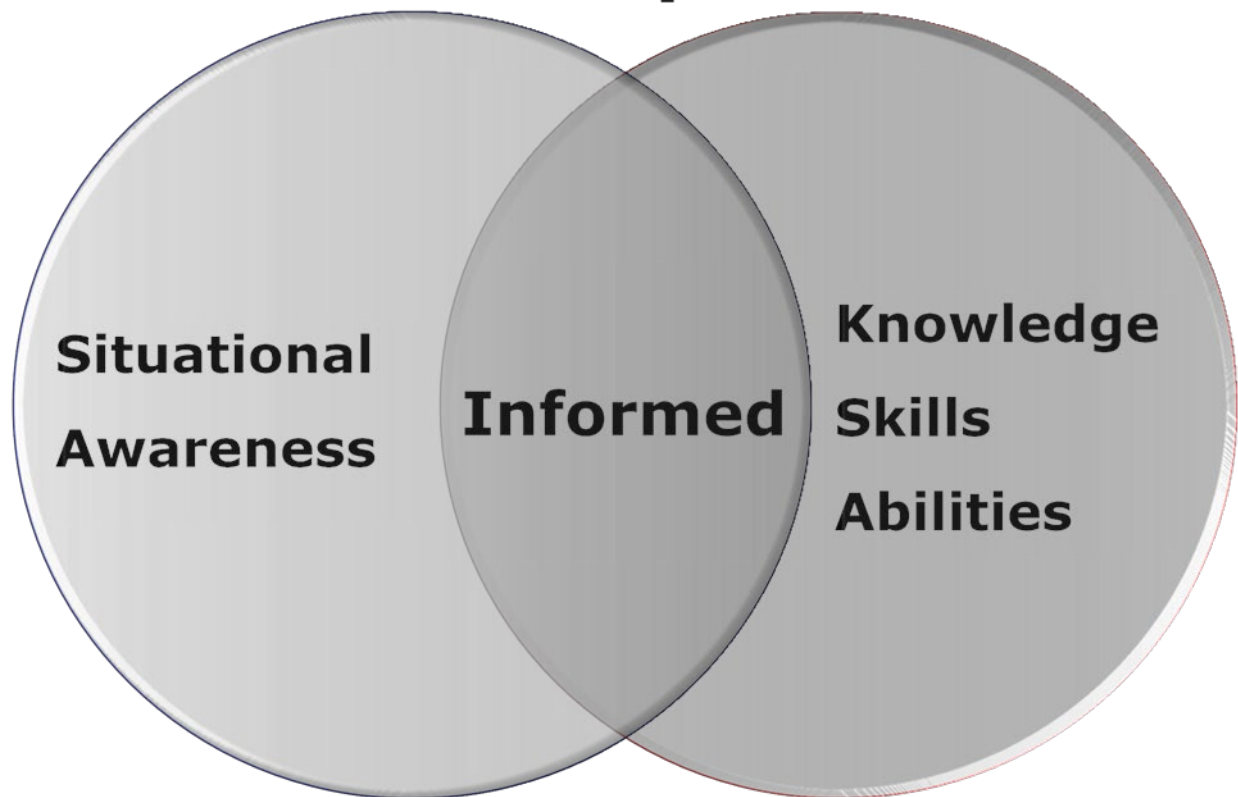 Situational
Awareness
Informed
Knowledge
Skills
Abilities